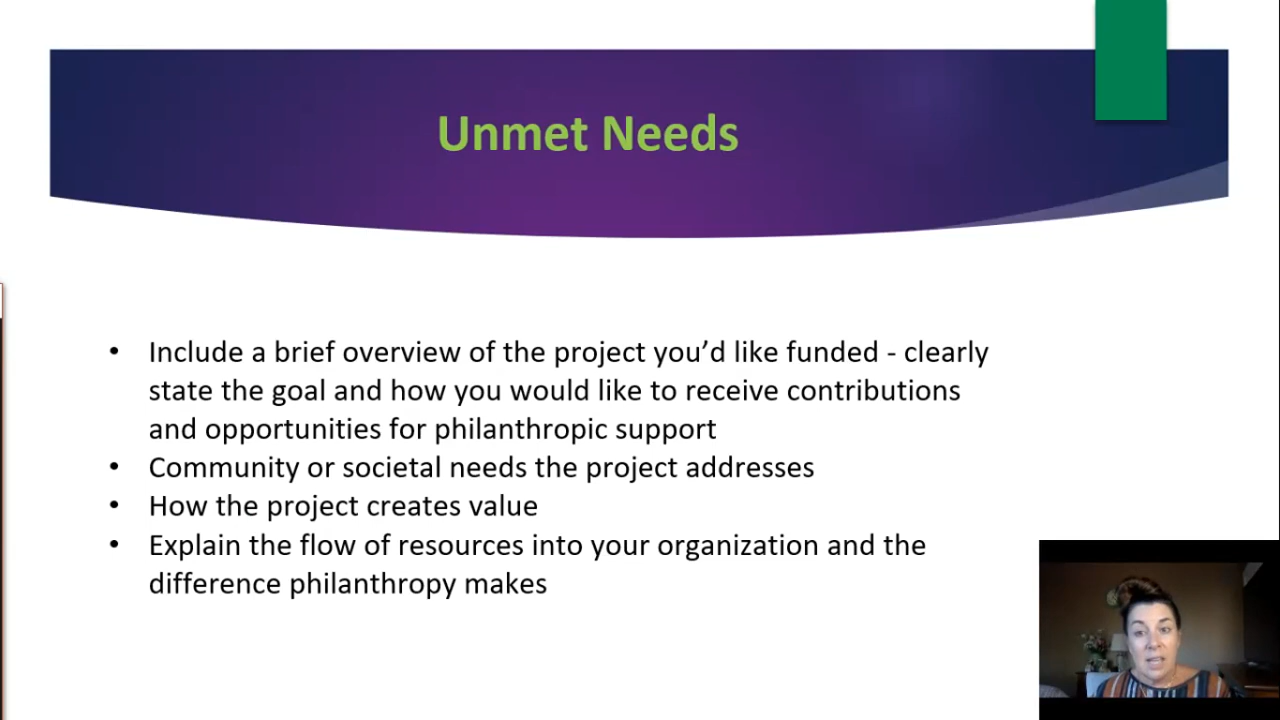 Unmet Needs
• Include a brief overview of the project you’d like funded - clearly
state the goal and how you would like to receive contributions
and opportunities for philanthropic support
• Community or societal needs the project addresses
• How the project creates value
• Explain the flow of resources into your organization and the
difference philanthropy makes